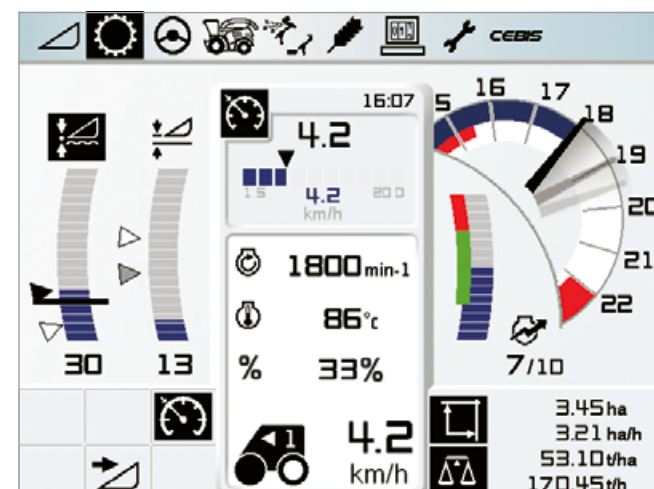 CEBIS
16:07
4.2
1.5 4.2 20.0
km/h
5 16 17 18 19 20 21 22
1800 min-1
86°c
% 33%
30 13
7/10
1
4.2
km/h
3.45 ha
3.21 ha/h
53.10 t/ha
170.45 t/h